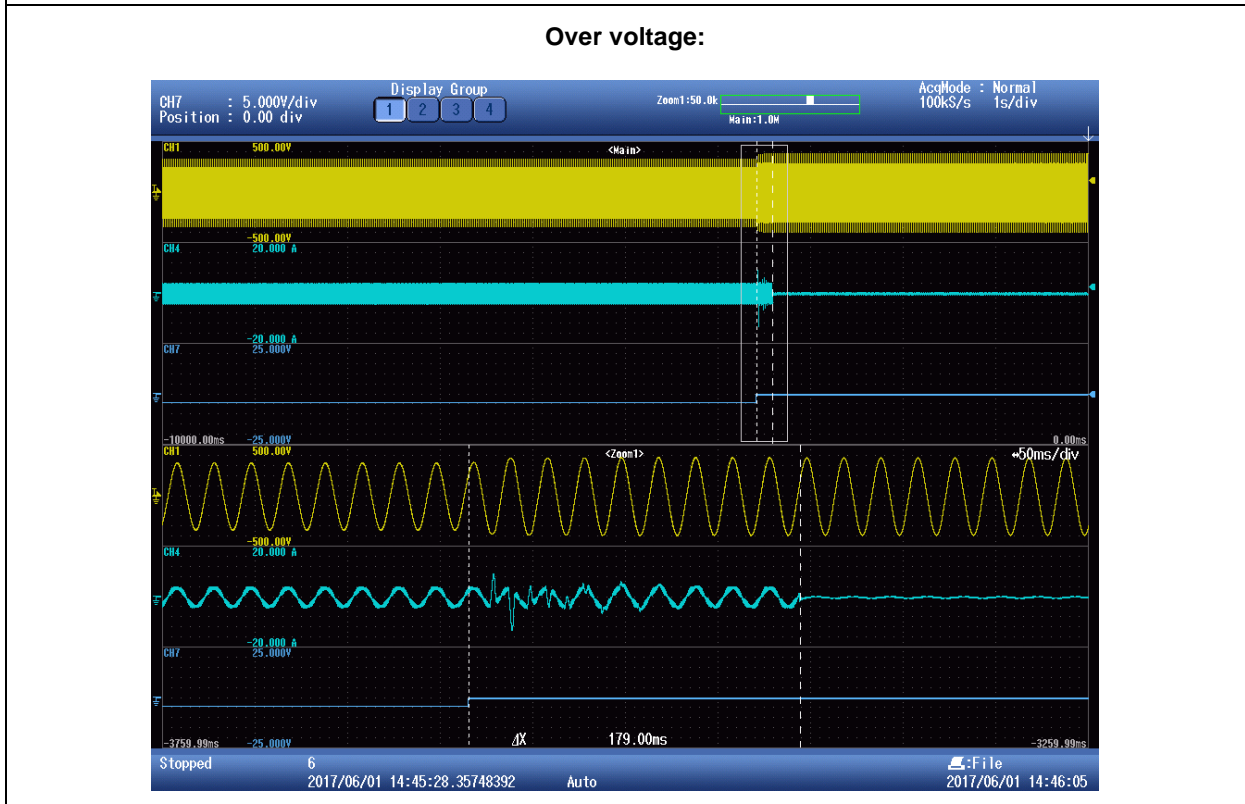 Over voltage:
CH7 : 5.000V/div
Position : 0.00 div
Display Group
1 2 3 4
Zoom1:50.0k
Main:1.0M
AcqMode : Normal
100kS/s 1s/div
CH1 500.00V
<Main>
-500.00V
CH4 20.000 A
-20.000 A
CH7 25.000V
-10000.00ms -25.000V 0.00ms
CH1 500.00V
<Zoom1>
50ms/div
-500.00V
CH4 20.000 A
-20.000 A
CH7 25.000V
ΔX 179.00ms
-3759.99ms -25.000V -3259.99ms
Stopped 6
2017/06/01 14:45:28.35748392 Auto
:File
2017/06/01 14:46:05